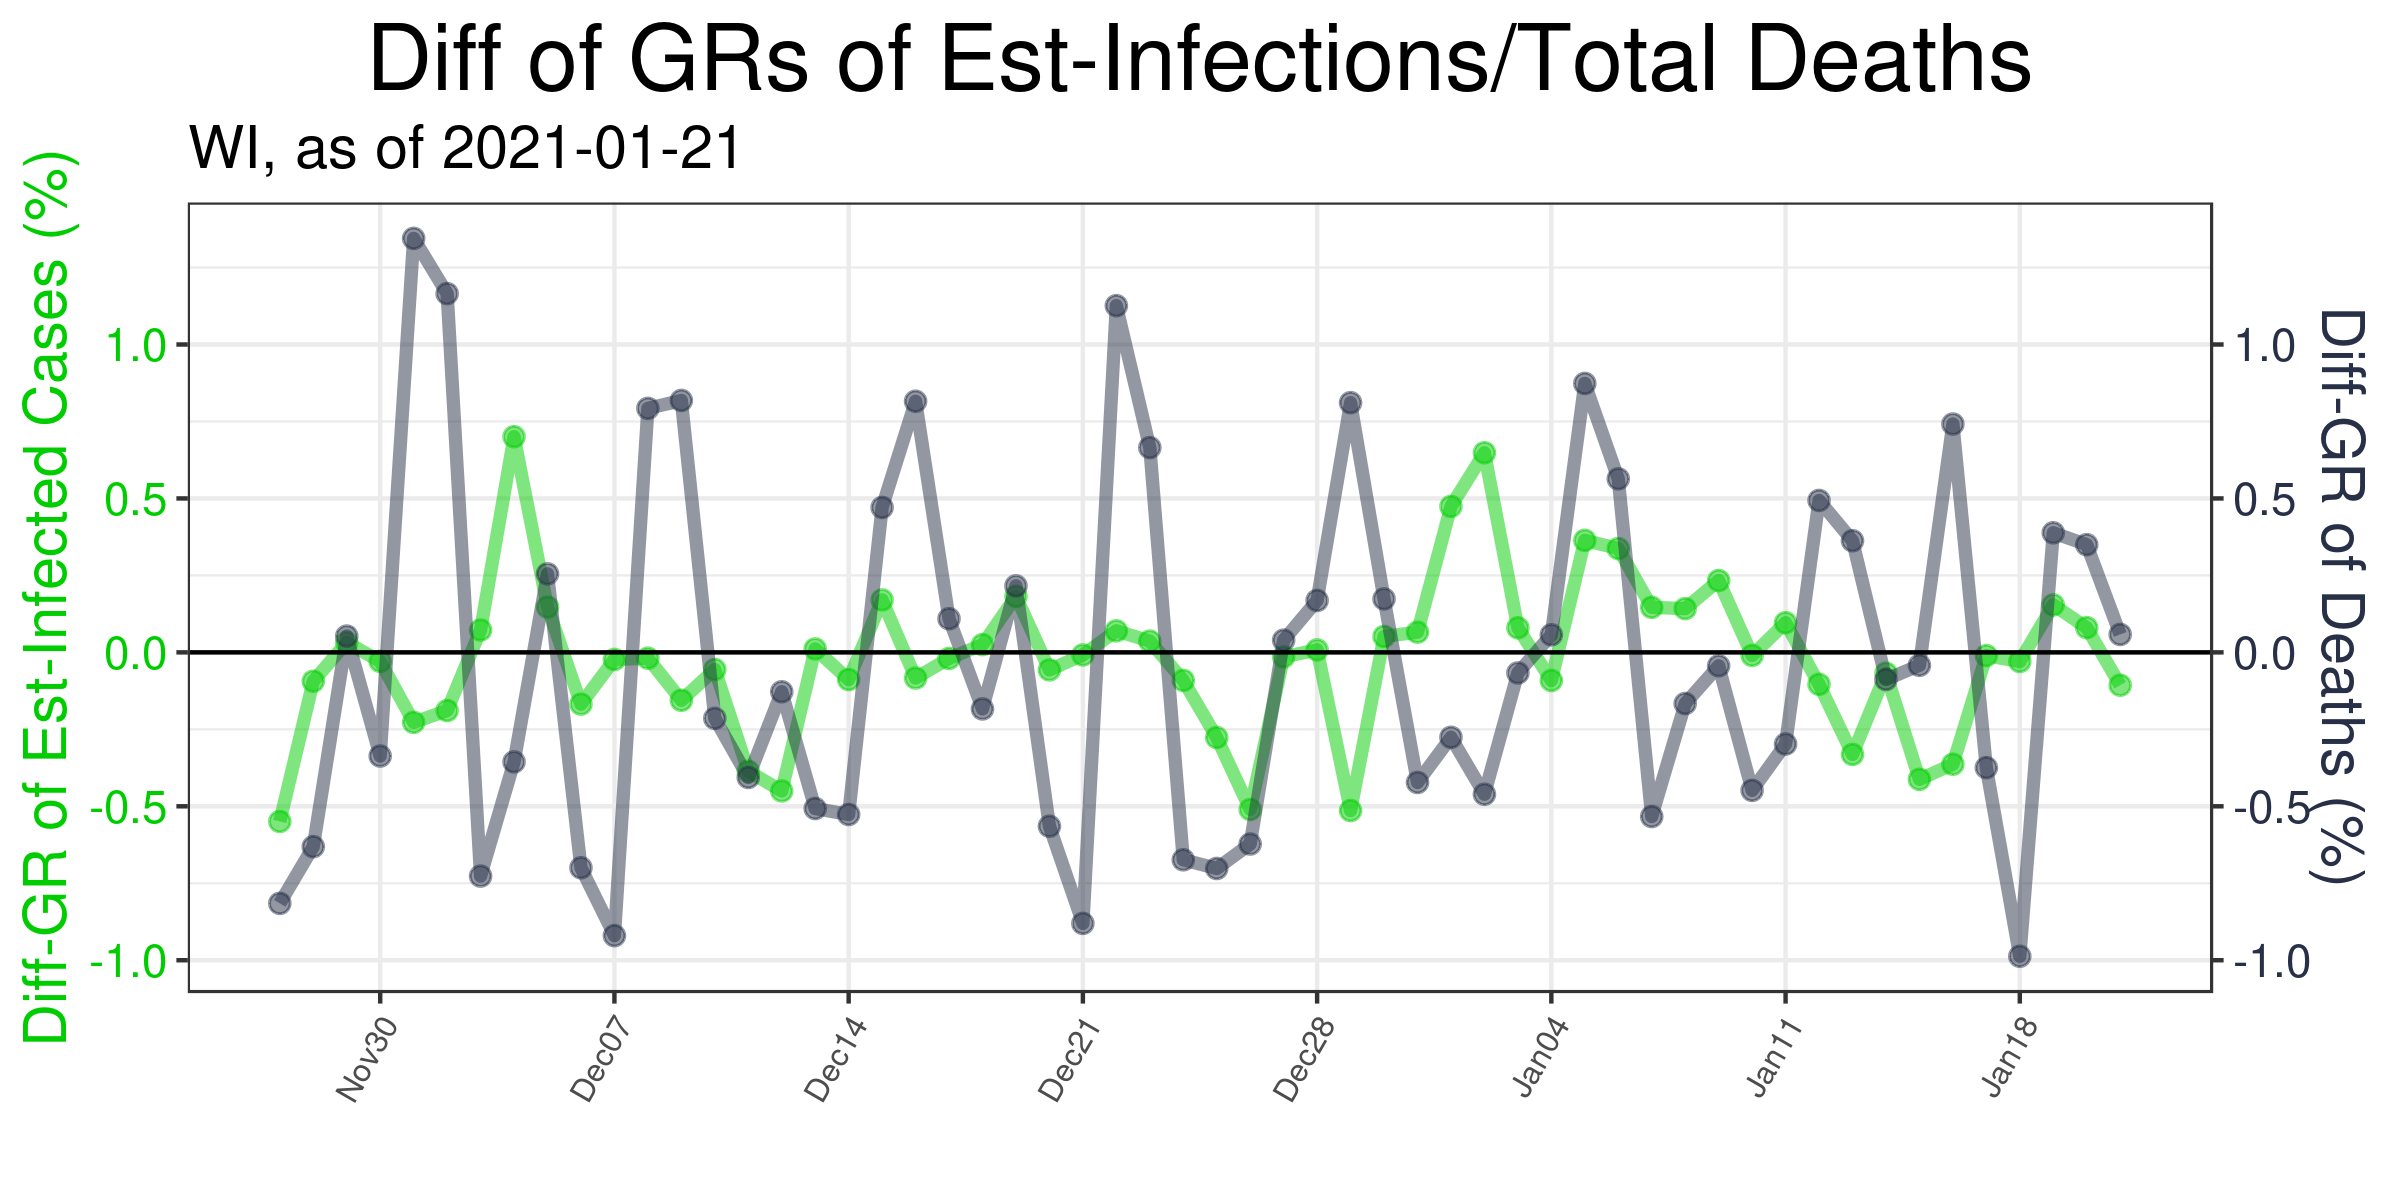 Diff of GRs of Est-Infections/Total Deaths
WI, as of 2021-01-21
Diff-GR of Est-Infected Cases (%)
1.0
0.5
0.0
-0.5
-1.0
1.0
0.5
0.0
-0.5
-1.0
Diff-GR of Deaths (%)
Nov30
Dec07
Dec14
Dec21
Dec28
Jan04
Jan11
Jan18